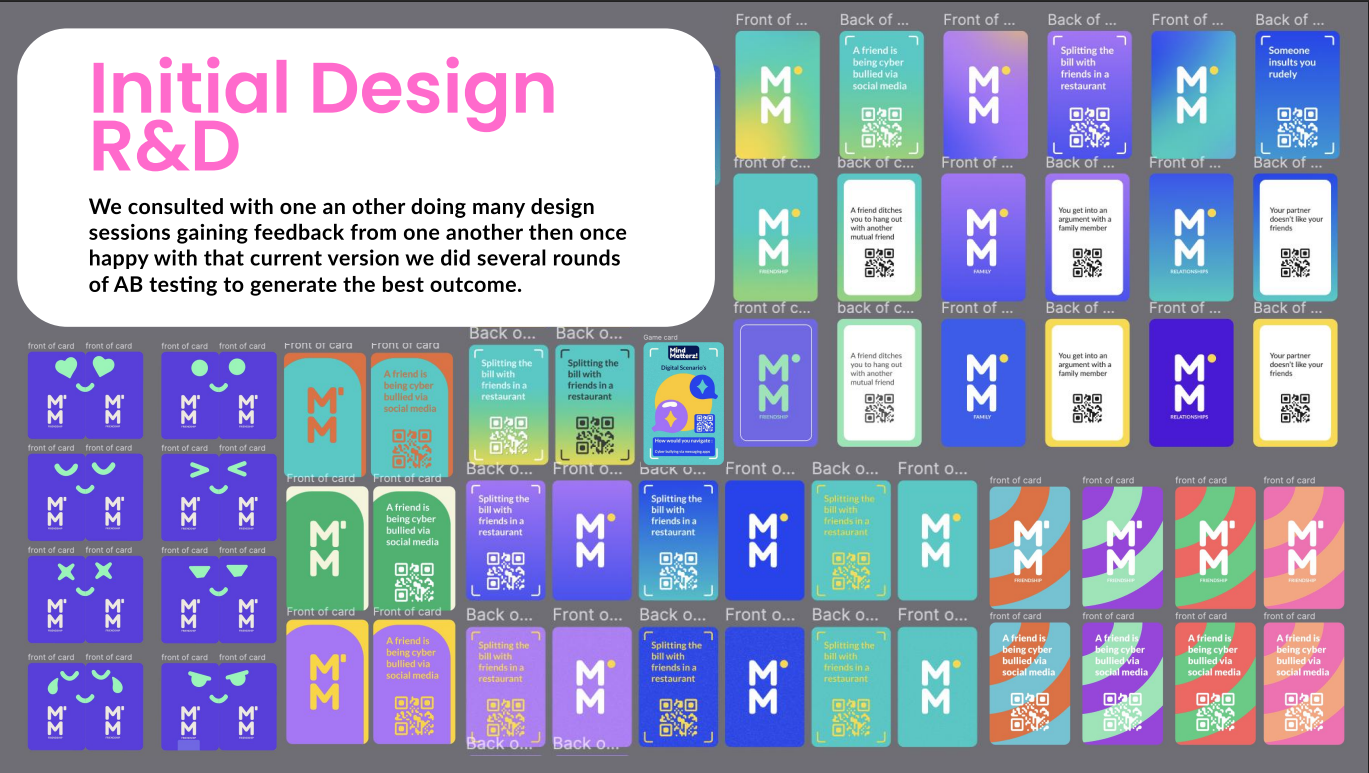 Initial Design
R&D
We consulted with one an other doing many design
sessions gaining feedback from one another then once
happy with that current version we did several rounds
of AB testing to generate the best outcome.
Front of ...
Back of ...
Front of ...
Back of ...
Front of ...
Back of ...
M
M
A friend is
being cyber
bullied via
social media
M
M
Splitting the
bill with
friends in a
restaurant
M
M
Someone
insults you
rudely
front of c...
back of c...
Front of ...
Back of ...
Front of ...
Back of ...
M
M
FRIENDSHIP
A friend ditches
you to hang out
with another
mutual friend
M
M
FAMILY
You get into an
argument with a
family member
M
M
RELATIONSHIPS
Your partner
doesn't like your
friends
front of c...
back of c...
Front of ...
Back of ...
Front of ...
Back of ...
M
M
FRIENDSHIP
A friend ditches
you to hang out
with another
mutual friend
M
M
FAMILY
You get into an
argument with a
family member
M
M
RELATIONSHIPS
Your partner
doesn't like your
friends
front of card
front of card
front of card
front of card
M
M
M
M
M
M
M
M
front of card
front of card
front of card
front of card
M
M
M
M
M
M
M
M
front of card
front of card
front of card
front of card
M
M
M
M
M
M
M
M
front of card
front of card
front of card
front of card
M
M
M
M
M
M
M
M
Front of card
Front of card
M
M
A friend is
being cyber
bullied via
social media
Front of card
Front of card
M
M
A friend is
being cyber
bullied via
social media
Front of card
Front of card
M
M
A friend is
being cyber
bullied via
social media
Back o...
Back o...
Game card
Splitting the
bill with
friends in a
restaurant
Splitting the
bill with
friends in a
restaurant
Mind
Matterz!
Digital Scenario's
How would you navigate:
Cyber bullying via messaging apps
Back o...
Front o...
Back o...
Front o...
Back o...
Front o...
Splitting the
bill with
friends in a
restaurant
M
M
Splitting the
bill with
friends in a
restaurant
M
M
Splitting the
bill with
friends in a
restaurant
M
M
Back o...
Front o...
Back o...
Front o...
Back o...
Front o...
Splitting the
bill with
friends in a
restaurant
M
M
Splitting the
bill with
friends in a
restaurant
M
M
Splitting the
bill with
friends in a
restaurant
M
M
Back o...
Back o...
front of card
front of card
front of card
front of card
M
M
FRIENDSHIP
M
M
FRIENDSHIP
M
M
FRIENDSHIP
M
M
FRIENDSHIP
front of card
front of card
front of card
front of card
A friend is
being cyber
bullied via
social media
A friend is
being cyber
bullied via
social media
A friend is
being cyber
bullied via
social media
A friend is
being cyber
bullied via
social media